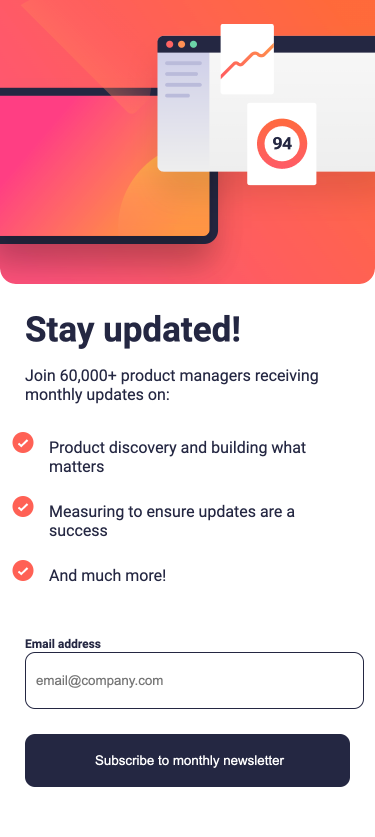 94
Stay updated!
Join 60,000+ product managers receiving
monthly updates on:
Product discovery and building what
matters
Measuring to ensure updates are a
success
And much more!
Email address
email@company.com
Subscribe to monthly newsletter